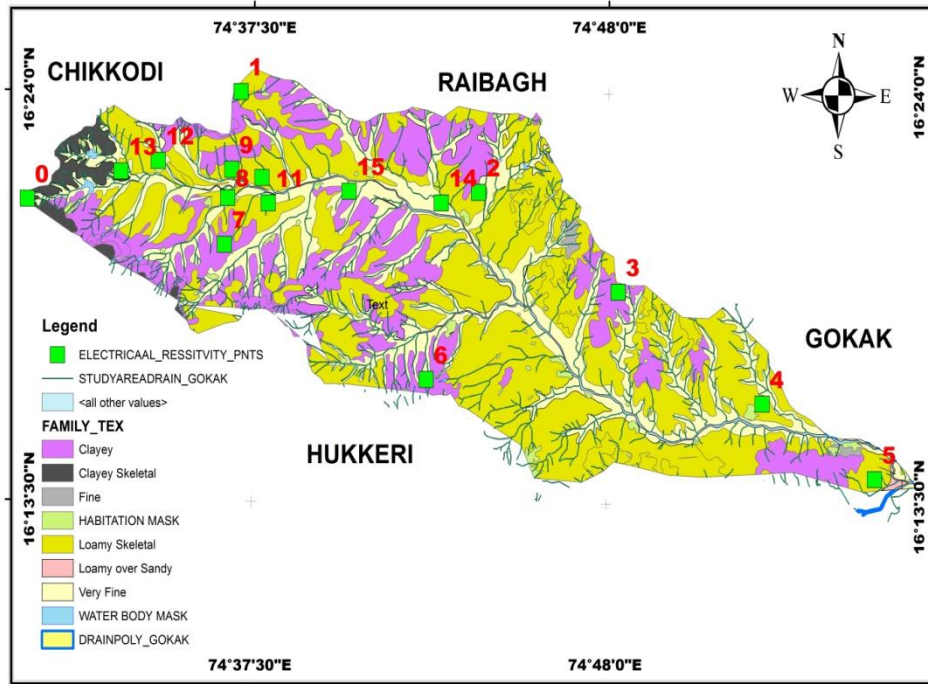 74°37'30"E 74°48'0"E
CHIKKODI
RAIBAGH
GOKAK
HUKKERI
N
W E
S
16°24'0"N
16°24'0"N
16°13'30"N
16°13'30"N
0
1
2
3
4
5
6
7
8
9
11
12
13
14
15
Text
Legend
ELECTRICAAL_RESSITVITY_PNTS
STUDYAREADRAIN_GOKAK
<all other values>
FAMILY_TEX
Clayey
Clayey Skeletal
Fine
HABITATION MASK
Loamy Skeletal
Loamy over Sandy
Very Fine
WATER BODY MASK
DRAINPOLY_GOKAK
74°37'30"E 74°48'0"E